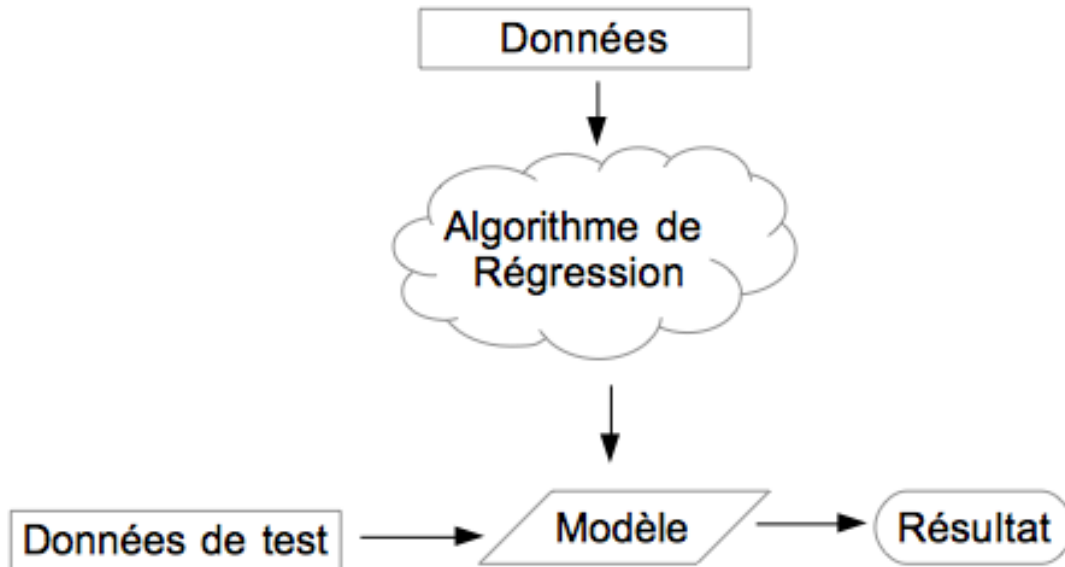 Données
Algorithme de
Régression
Données de test
Modèle
Résultat